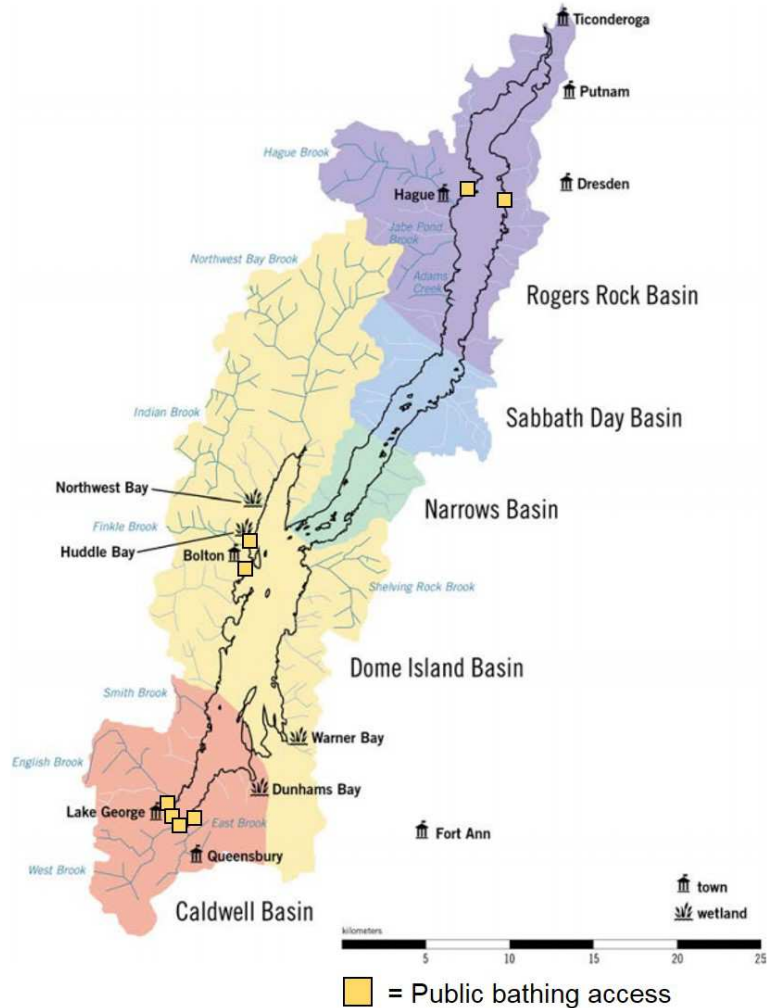 Ticonderoga
Putnam
Hague Brook
Dresden
Hague
Jabe Pond
Brook
Northwest Bay Brook
Adams
Creek
Rogers Rock Basin
Indian Brook
Sabbath Day Basin
Northwest Bay
Narrows Basin
Finkle Brook
Huddle Bay
Bolton
Shelving Rock Brook
Dome Island Basin
Smith Brook
Warner Bay
English Brook
Dunhams Bay
Lake George
East Brook
Fort Ann
Queensbury
West Brook
town
Caldwell Basin
wetland
kilometers
5 10 15 20 25
= Public bathing access